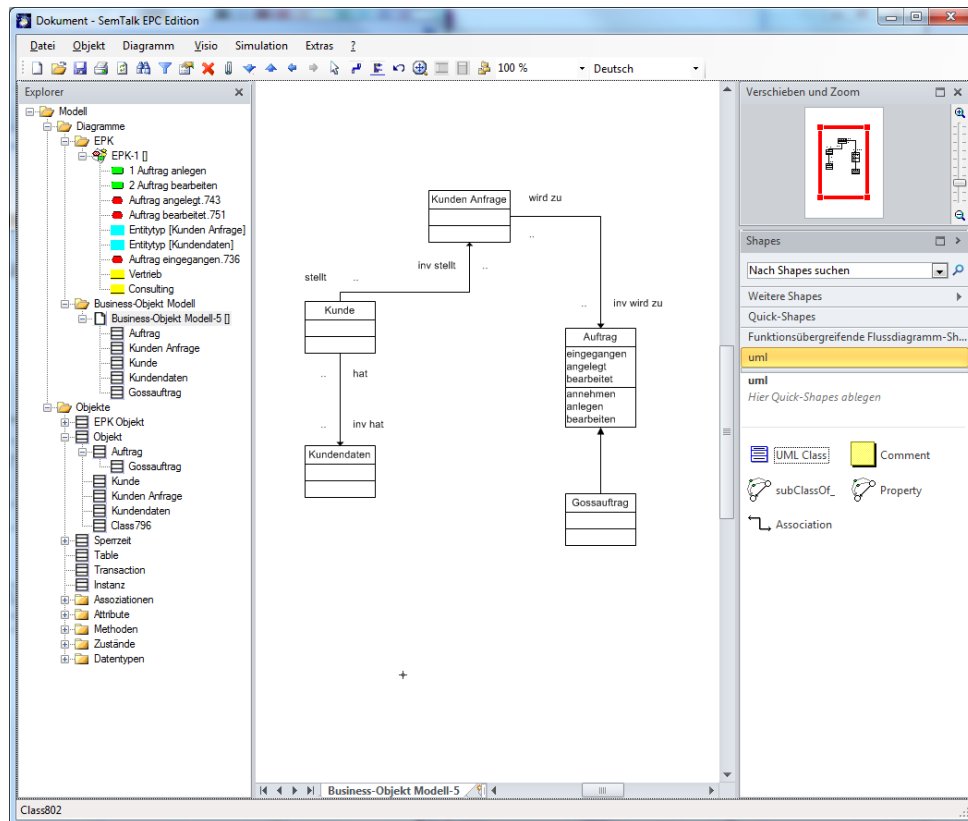 Dokument - SemTalk EPC Edition
Datei Objekt Diagramm Visio Simulation Extras ?
100 % Deutsch
Explorer
Modell
Diagramme
EPK
EPK-1 []
1 Auftrag anlegen
2 Auftrag bearbeiten
Auftrag angelegt.743
Auftrag bearbeitet.751
Entitytyp [Kunden Anfrage]
Entitytyp [Kundendaten]
Auftrag eingegangen.736
Vertrieb
Consulting
Business-Objekt Modell
Business-Objekt Modell-5 []
Auftrag
Kunden Anfrage
Kunde
Kundendaten
Gossauftrag
Objekte
EPK Objekt
Objekt
Auftrag
Gossauftrag
Kunde
Kunden Anfrage
Kundendaten
Class796
Sperrzeit
Table
Transaction
Instanz
Assoziationen
Attribute
Methoden
Zustände
Datentypen
Kunden Anfrage
wird zu
..
inv stellt ..
stellt ..
Kunde
.. inv wird zu
Auftrag
eingegangen
angelegt
bearbeitet
annehmen
anlegen
bearbeiten
.. hat
.. inv hat
Kundendaten
Gossauftrag
Business-Objekt Modell-5
Verschieben und Zoom
Shapes
Nach Shapes suchen
Weitere Shapes
Quick-Shapes
Funktionsübergreifende Flussdiagramm-Sh...
uml
uml
Hier Quick-Shapes ablegen
UML Class Comment
subClassOf_ Property
Association
Class802